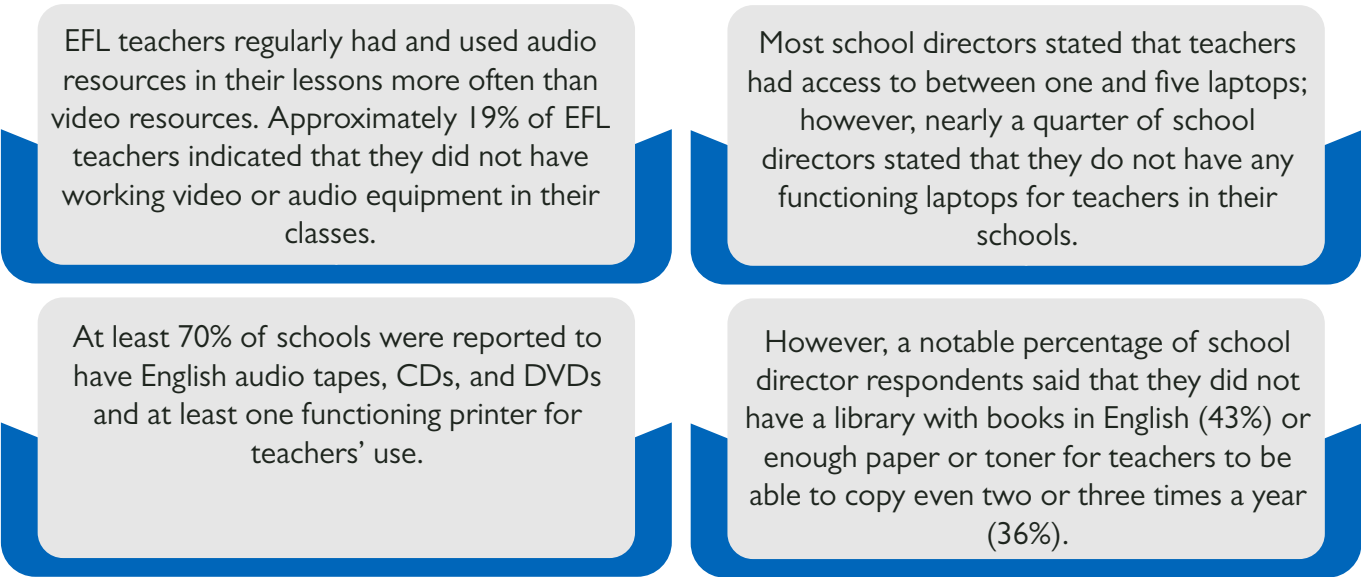 EFL teachers regularly had and used audio
resources in their lessons more often than
video resources. Approximately 19% of EFL
teachers indicated that they did not have
working video or audio equipment in their
classes.
Most school directors stated that teachers
had access to between one and five laptops;
however, nearly a quarter of school
directors stated that they do not have any
functioning laptops for teachers in their
schools.
At least 70% of schools were reported to
have English audio tapes, CDs, and DVDs
and at least one functioning printer for
teachers’ use.
However, a notable percentage of school
director respondents said that they did not
have a library with books in English (43%) or
enough paper or toner for teachers to be
able to copy even two or three times a year
(36%).